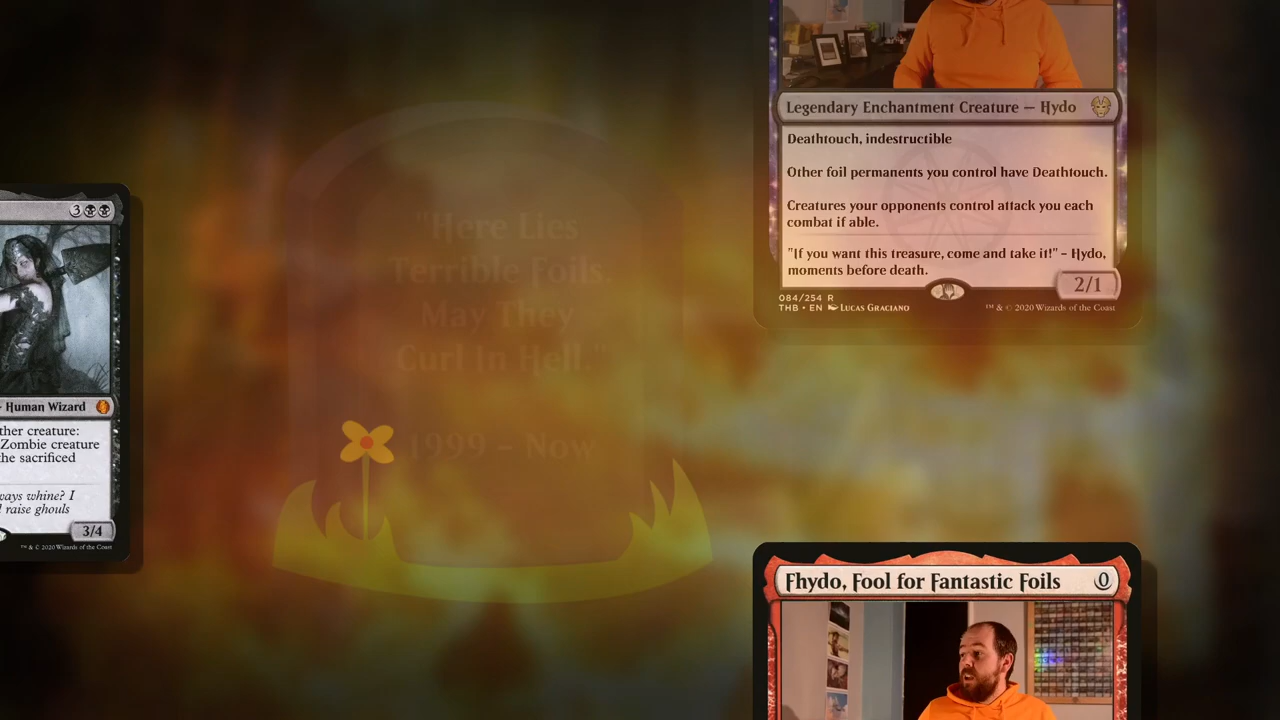 3
- Human Wizard
ther creature:
Zombie creature
the sacrificed
ways whine? I
l raise ghouls
3/4
™ & © 2020 Wizards of the Coast
"Here Lies
Terrible Foils.
May They
Curl In Hell."
1999 - Now
Legendary Enchantment Creature — Hydo
Deathtouch, indestructible
Other foil permanents you control have Deathtouch.
Creatures your opponents control attack you each
combat if able.
"If you want this treasure, come and take it!" – Hydo,
moments before death.
2/1
084/254 R
THB • EN Lucas Graciano
™ & © 2020 Wizards of the Coast
Fhydo, Fool for Fantastic Foils
0